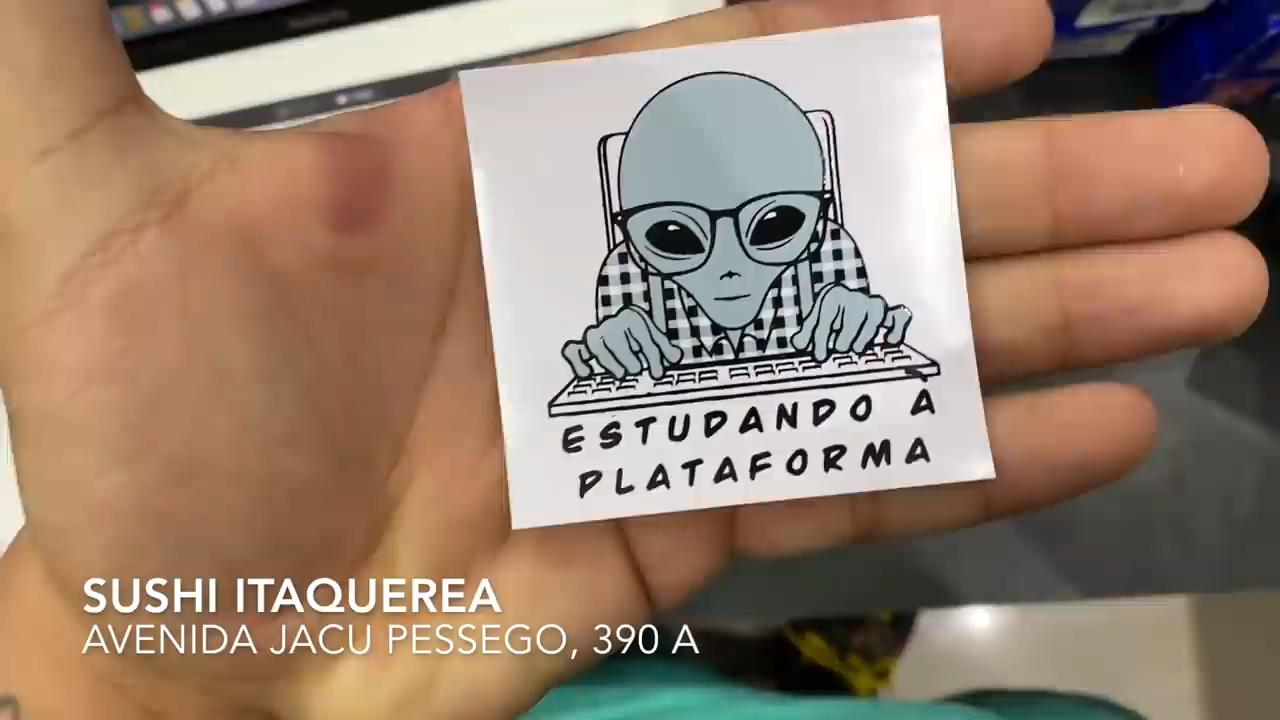 ESTUDANDO A
PLATAFORMA
SUSHI ITAQUEREA
AVENIDA JACU PESSEGO, 390 A